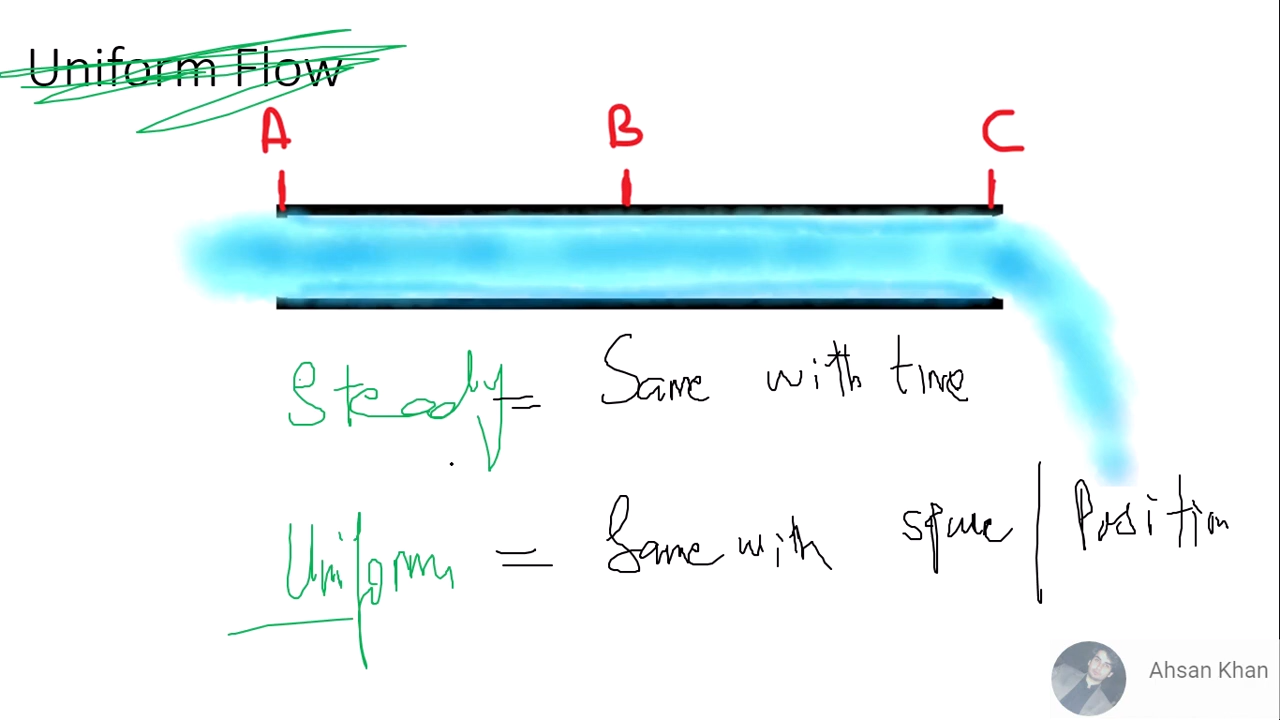 Uniform Flow
A B C
Steady = Same with time
Uniform = Same with space | Position
Ahsan Khan